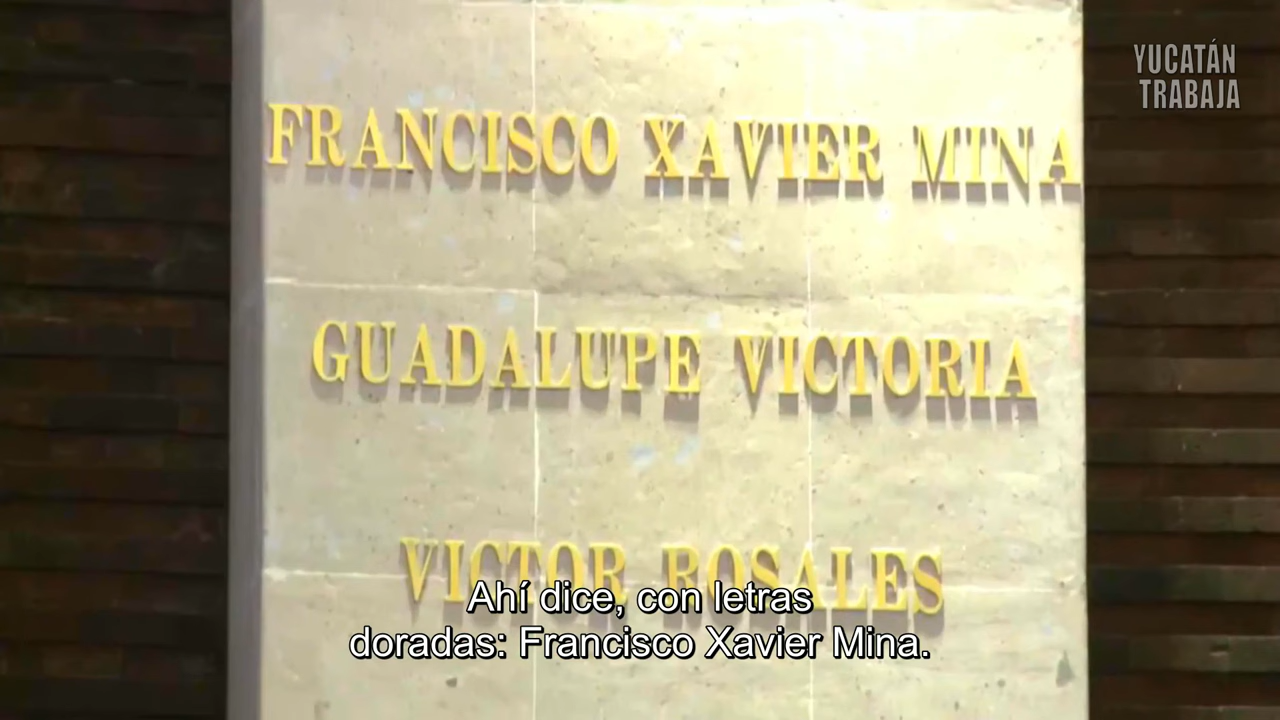 YUCATÁN
TRABAJA
FRANCISCO XAVIER MINA
GUADALUPE VICTORIA
VICTOR ROSALES
Ahí dice, con letras
doradas: Francisco Xavier Mina.